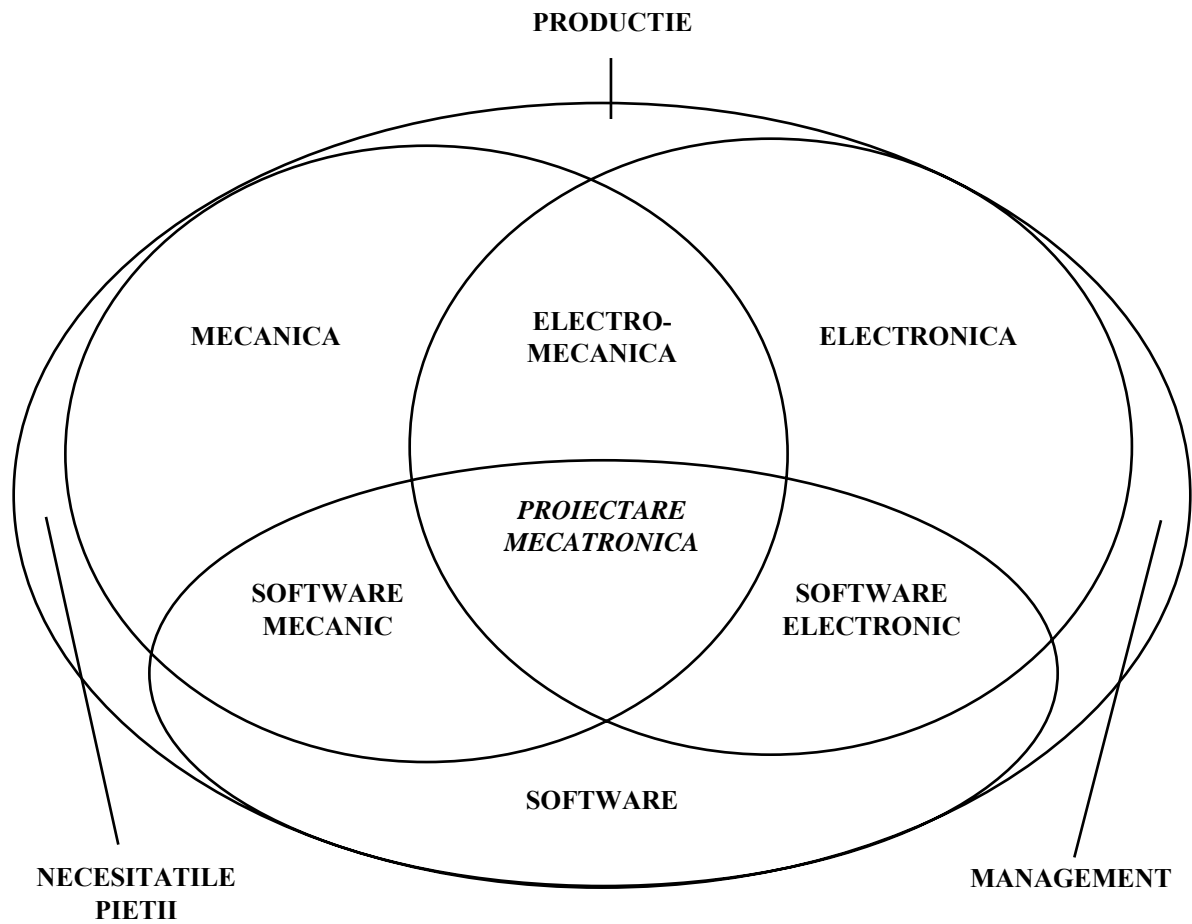 PRODUCTIE
MECANICA
ELECTRO-
MECANICA
ELECTRONICA
PROIECTARE
MECATRONICA
SOFTWARE
MECANIC
SOFTWARE
ELECTRONIC
SOFTWARE
NECESITATILE
PIETII
MANAGEMENT